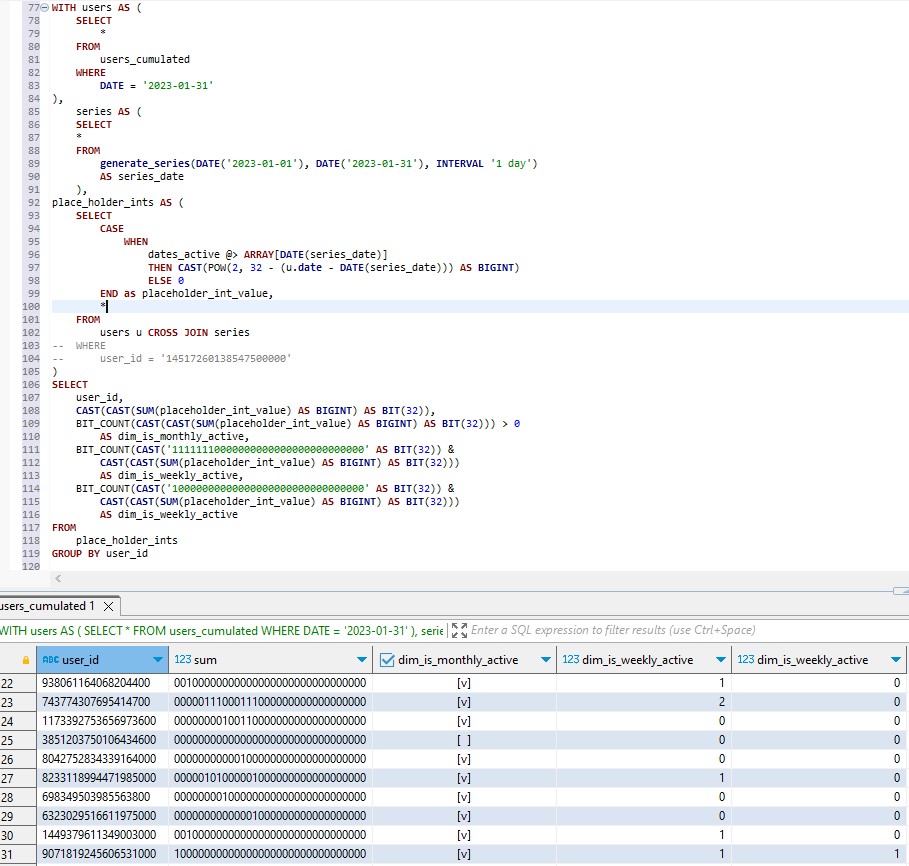 77 WITH users AS (
78 SELECT
79 *
80 FROM
81 users_cumulated
82 WHERE
83 DATE = '2023-01-31'
84 ),
85 series AS (
86 SELECT
87 *
88 FROM
89 generate_series(DATE('2023-01-01'), DATE('2023-01-31'), INTERVAL '1 day')
90 AS series_date
91 ),
92 place_holder_ints AS (
93 SELECT
94 CASE
95 WHEN
96 dates_active @> ARRAY[DATE(series_date)]
97 THEN CAST(POW(2, 32 - (u.date - DATE(series_date))) AS BIGINT)
98 ELSE 0
99 END as placeholder_int_value,
100 *
101 FROM
102 users u CROSS JOIN series
103 -- WHERE
104 -- user_id = '14517260138547500000'
105 )
106 SELECT
107 user_id,
108 CAST(CAST(SUM(placeholder_int_value) AS BIGINT) AS BIT(32)),
109 BIT_COUNT(CAST(CAST(SUM(placeholder_int_value) AS BIGINT) AS BIT(32))) > 0
110 AS dim_is_monthly_active,
111 BIT_COUNT(CAST('11111110000000000000000000000000' AS BIT(32)) &
112 CAST(CAST(SUM(placeholder_int_value) AS BIGINT) AS BIT(32)))
113 AS dim_is_weekly_active,
114 BIT_COUNT(CAST('10000000000000000000000000000000' AS BIT(32)) &
115 CAST(CAST(SUM(placeholder_int_value) AS BIGINT) AS BIT(32)))
116 AS dim_is_weekly_active
117 FROM
118 place_holder_ints
119 GROUP BY user_id
120
users_cumulated 1
WITH users AS ( SELECT * FROM users_cumulated WHERE DATE = '2023-01-31' ), serie Enter a SQL expression to filter results (use Ctrl+Space)
ABC user_id 123 sum dim_is_monthly_active 123 dim_is_weekly_active 123 dim_is_weekly_active
22 938061164068204400 00100000000000000000000000000000 [v] 1 0
23 743774307695414700 00000111000111000000000000000000 [v] 2 0
24 1173392753656973600 00000000100110000000000000000000 [v] 0 0
25 3851203750106434600 00000000000000000000000000000000 [ ] 0 0
26 8042752834339164000 00000000001000000000000000000000 [v] 0 0
27 8233118994471985000 00000101000001000000000000000000 [v] 1 0
28 698349503985563800 00000000100000000000000000000000 [v] 0 0
29 6323029516611975000 00000000000001000000000000000000 [v] 0 0
30 1449379611349003000 00100000000000000000000000000000 [v] 1 0
31 9071819245606531000 10000000000000000000000000000000 [v] 1 1